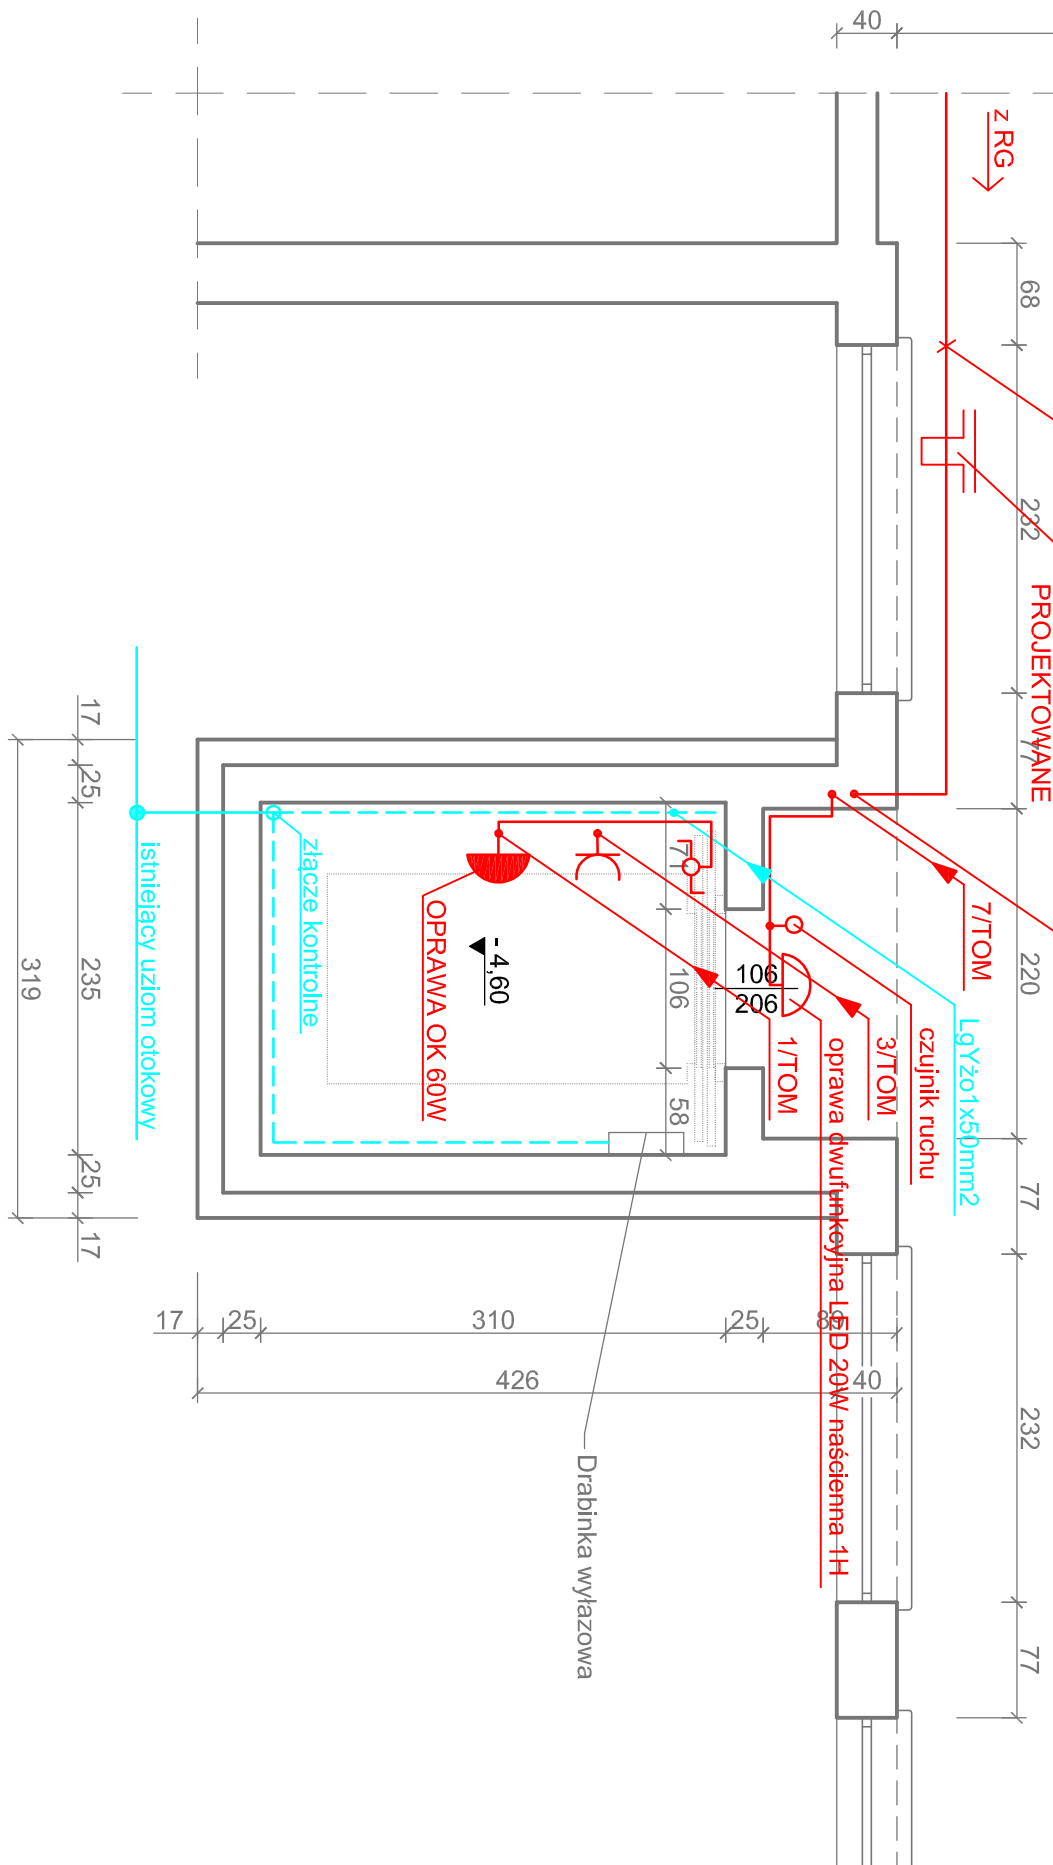 40
z RG
68
232
PROJEKTOWANE
77
7/TOM
220
LgYżo1x50mm2
czujnik ruchu
3/TOM
oprawa dwufunkcyjna LED 20W naścienna 1H
1/TOM
106
206
71
106
58
- 4,60
OPRAWA OK 60W
złącze kontrolne
istniejący uziom otokowy
17
25
235
25
17
319
77
232
77
17
25
310
25
89
426
40
Drabinka wyłazowa